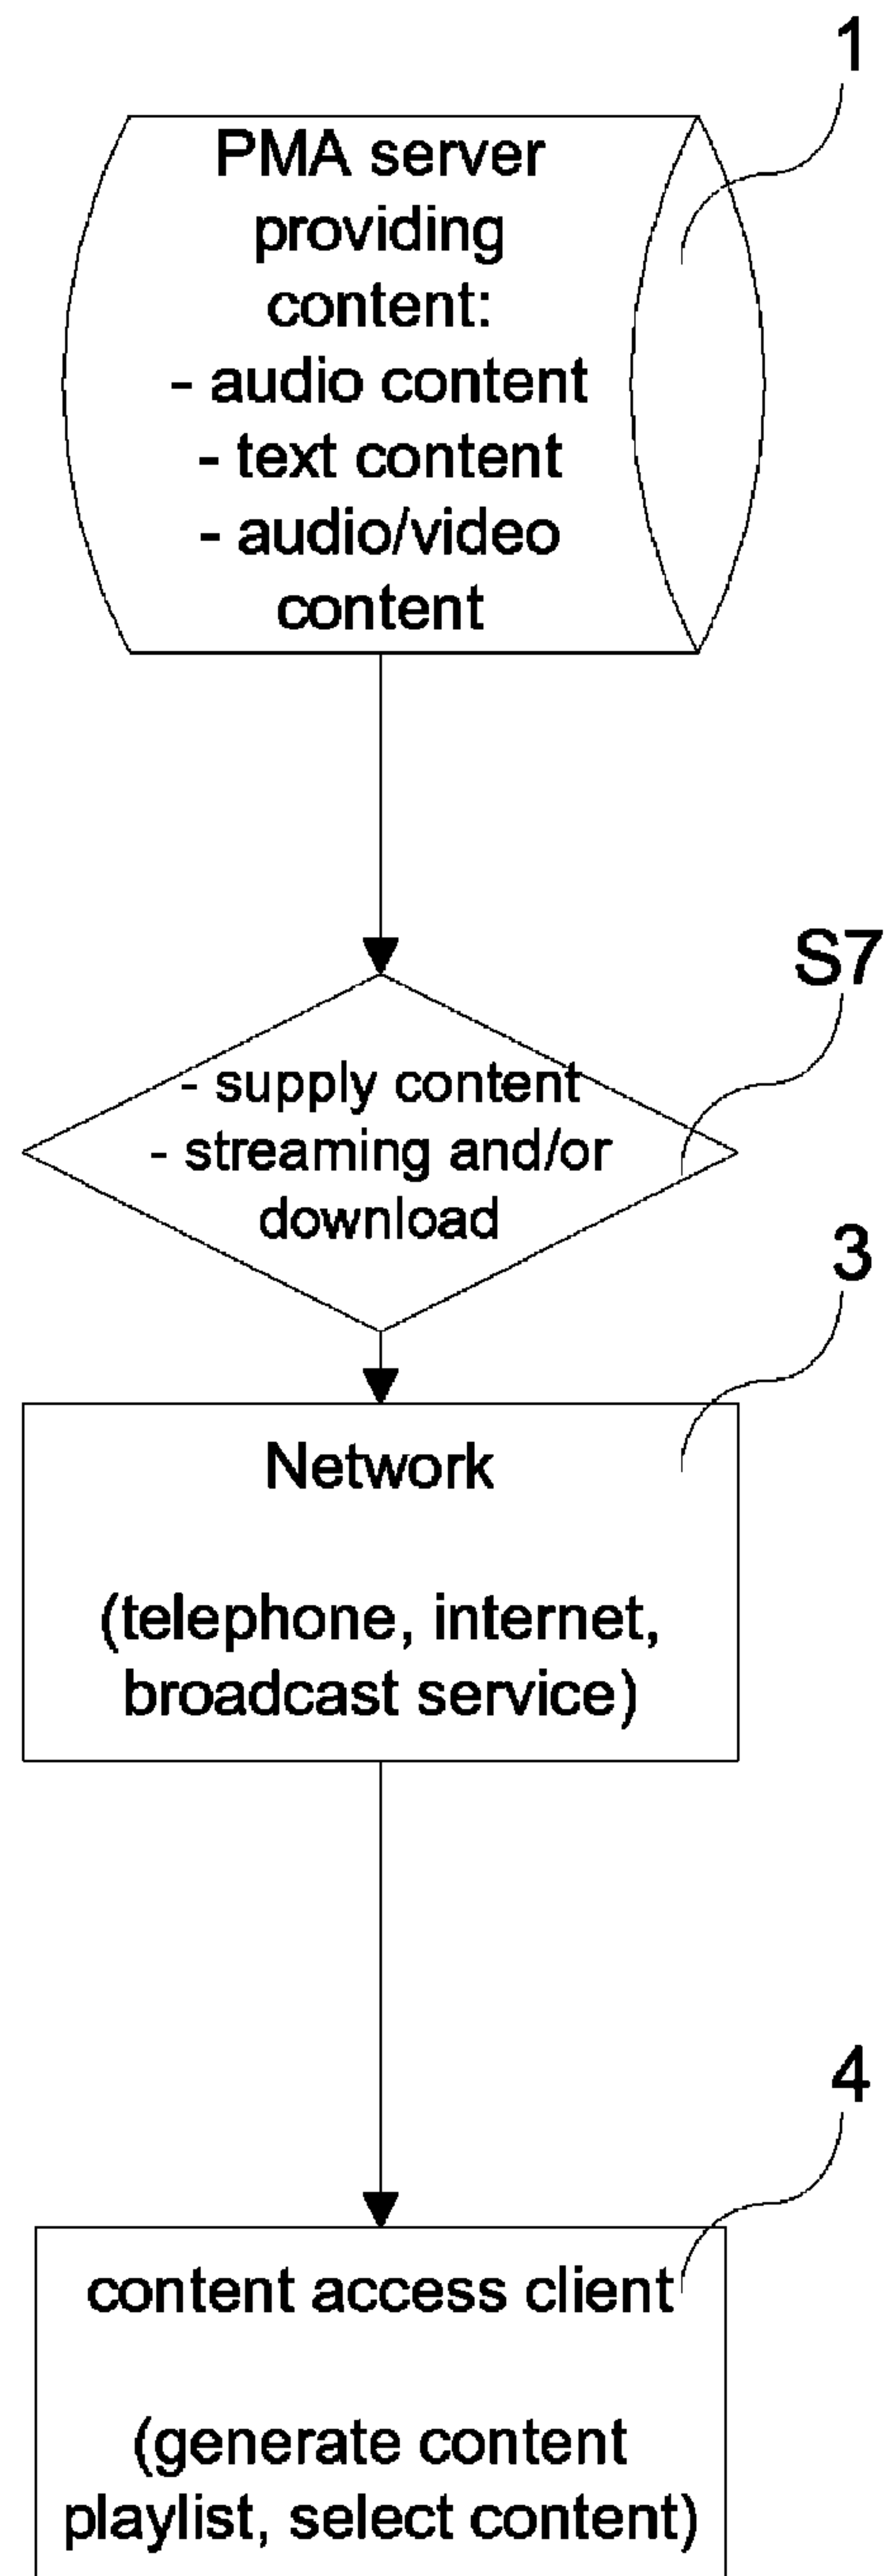 1
PMA server
providing
content:
- audio content
- text content
- audio/video
content
S7
- supply content
- streaming and/or
download
3
Network
(telephone, internet,
broadcast service)
4
content access client
(generate content
playlist, select content)